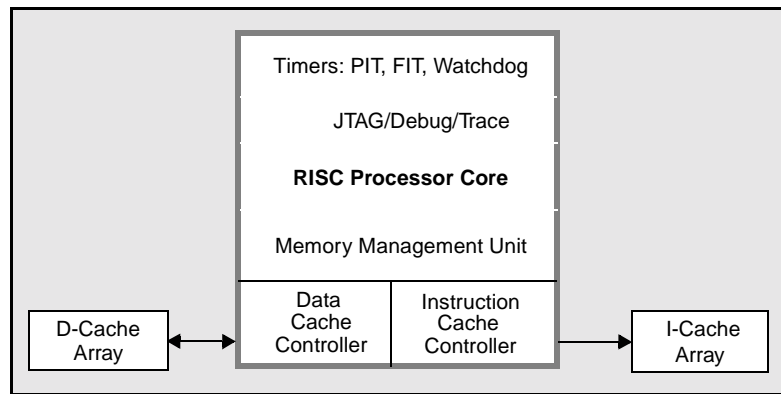 Timers: PIT, FIT, Watchdog
JTAG/Debug/Trace
RISC Processor Core
Memory Management Unit
D-Cache
Array
Data
Cache
Controller
Instruction
Cache
Controller
I-Cache
Array